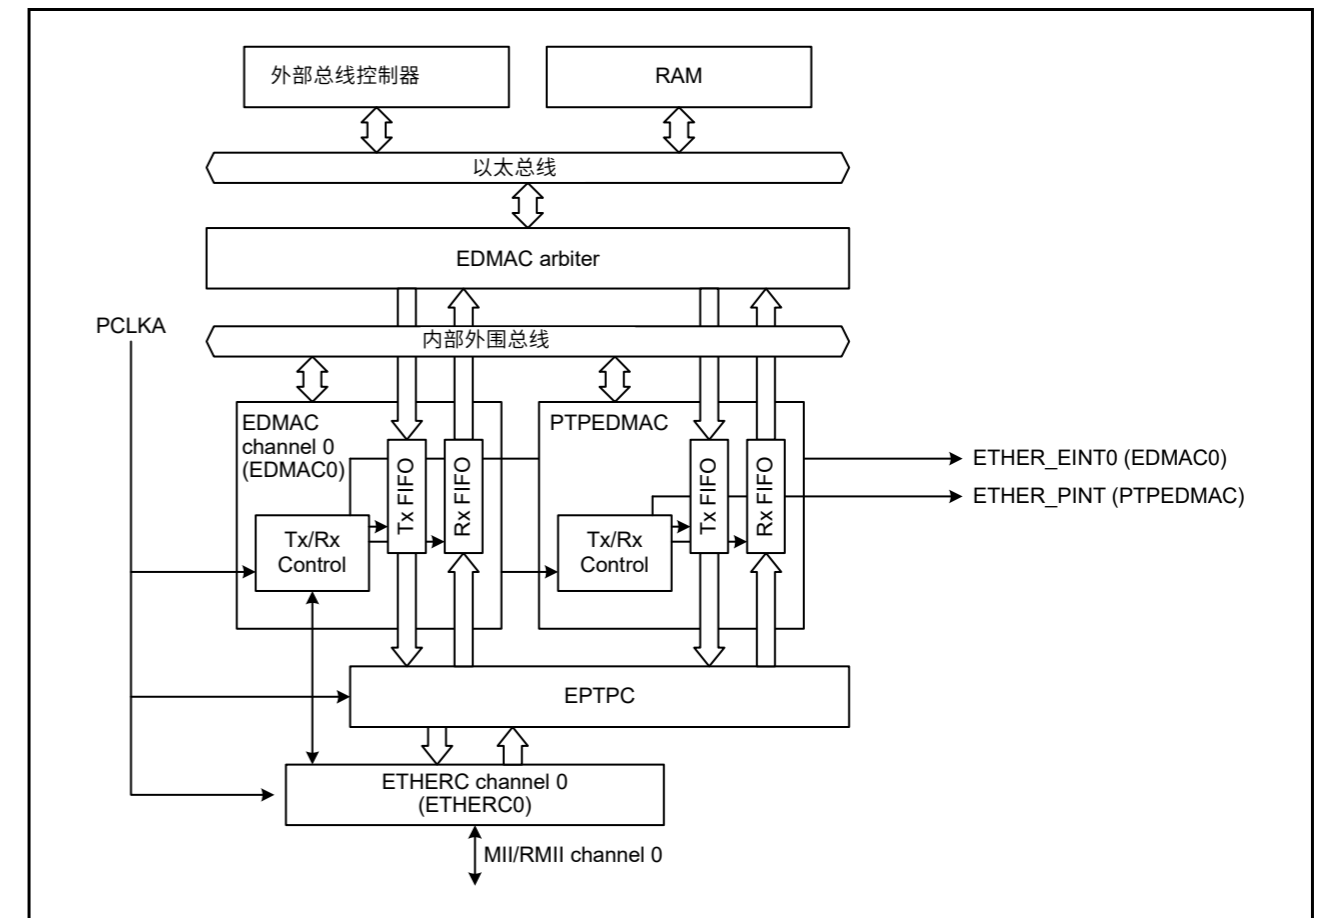 外部总线控制器
RAM
以太总线
EDMAC arbiter
PCLKA
内部外围总线
EDMAC
channel 0
(EDMAC0)
Tx FIFO
Rx FIFO
Tx/Rx
Control
PTPEDMAC
Tx FIFO
Rx FIFO
Tx/Rx
Control
ETHER_EINT0 (EDMAC0)
ETHER_PINT (PTPEDMAC)
EPTPC
ETHERC channel 0
(ETHERC0)
MII/RMII channel 0